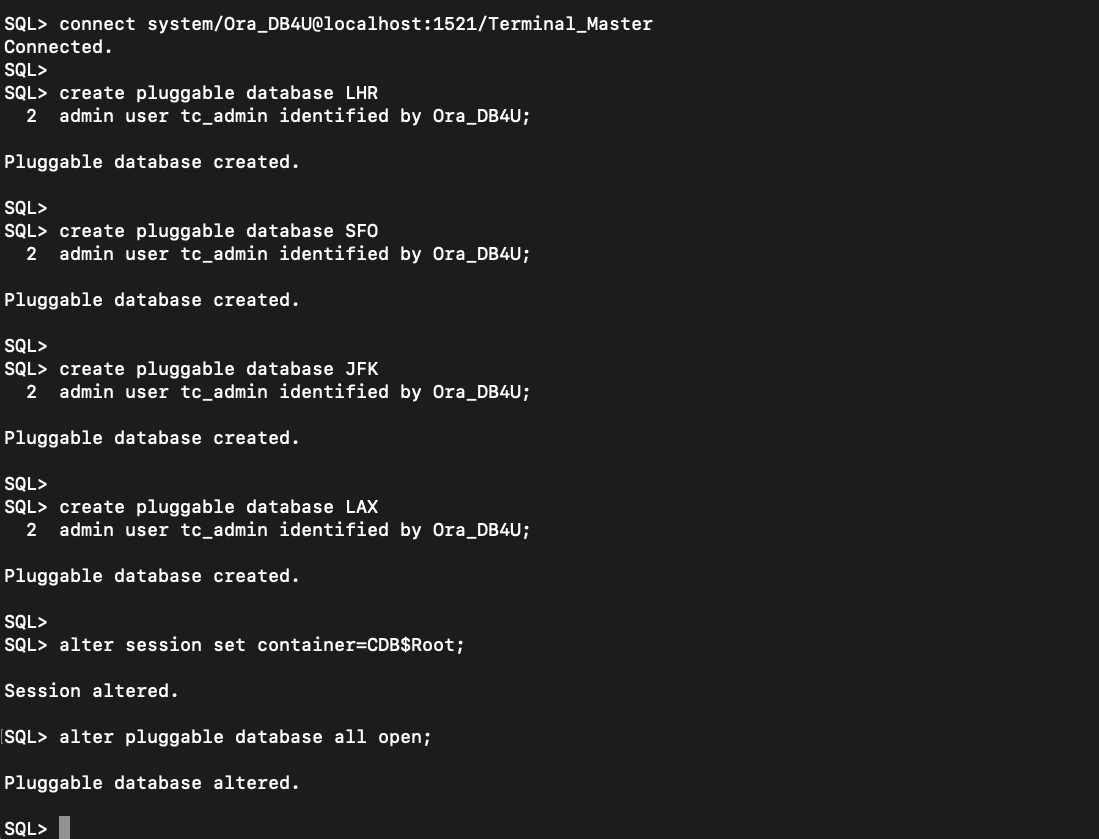 SQL> connect system/Ora_DB4U@localhost:1521/Terminal_Master
Connected.
SQL>
SQL> create pluggable database LHR
  2  admin user tc_admin identified by Ora_DB4U;
Pluggable database created.
SQL>
SQL> create pluggable database SFO
  2  admin user tc_admin identified by Ora_DB4U;
Pluggable database created.
SQL>
SQL> create pluggable database JFK
  2  admin user tc_admin identified by Ora_DB4U;
Pluggable database created.
SQL>
SQL> create pluggable database LAX
  2  admin user tc_admin identified by Ora_DB4U;
Pluggable database created.
SQL>
SQL> alter session set container=CDB$Root;
Session altered.
SQL> alter pluggable database all open;
Pluggable database altered.
SQL>